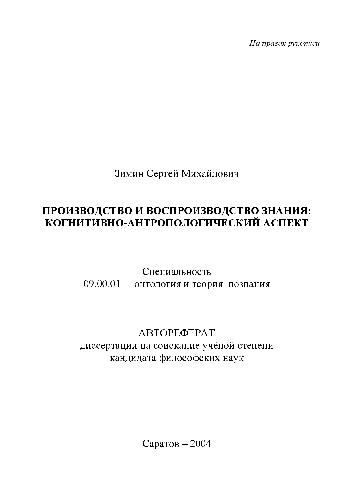 На правах рукописи
Зимин Сергей Михайлович
ПРОИЗВОДСТВО И ВОСПРОИЗВОДСТВО ЗНАНИЯ:
КОГНИТИВНО-АНТРОПОЛОГИЧЕСКИЙ АСПЕКТ
Специальность
09.00.01 онтология и теория познания
АВТОРЕФЕРАТ
диссертации на соискание учёной степени
кандидата философских наук
Саратов – 2004